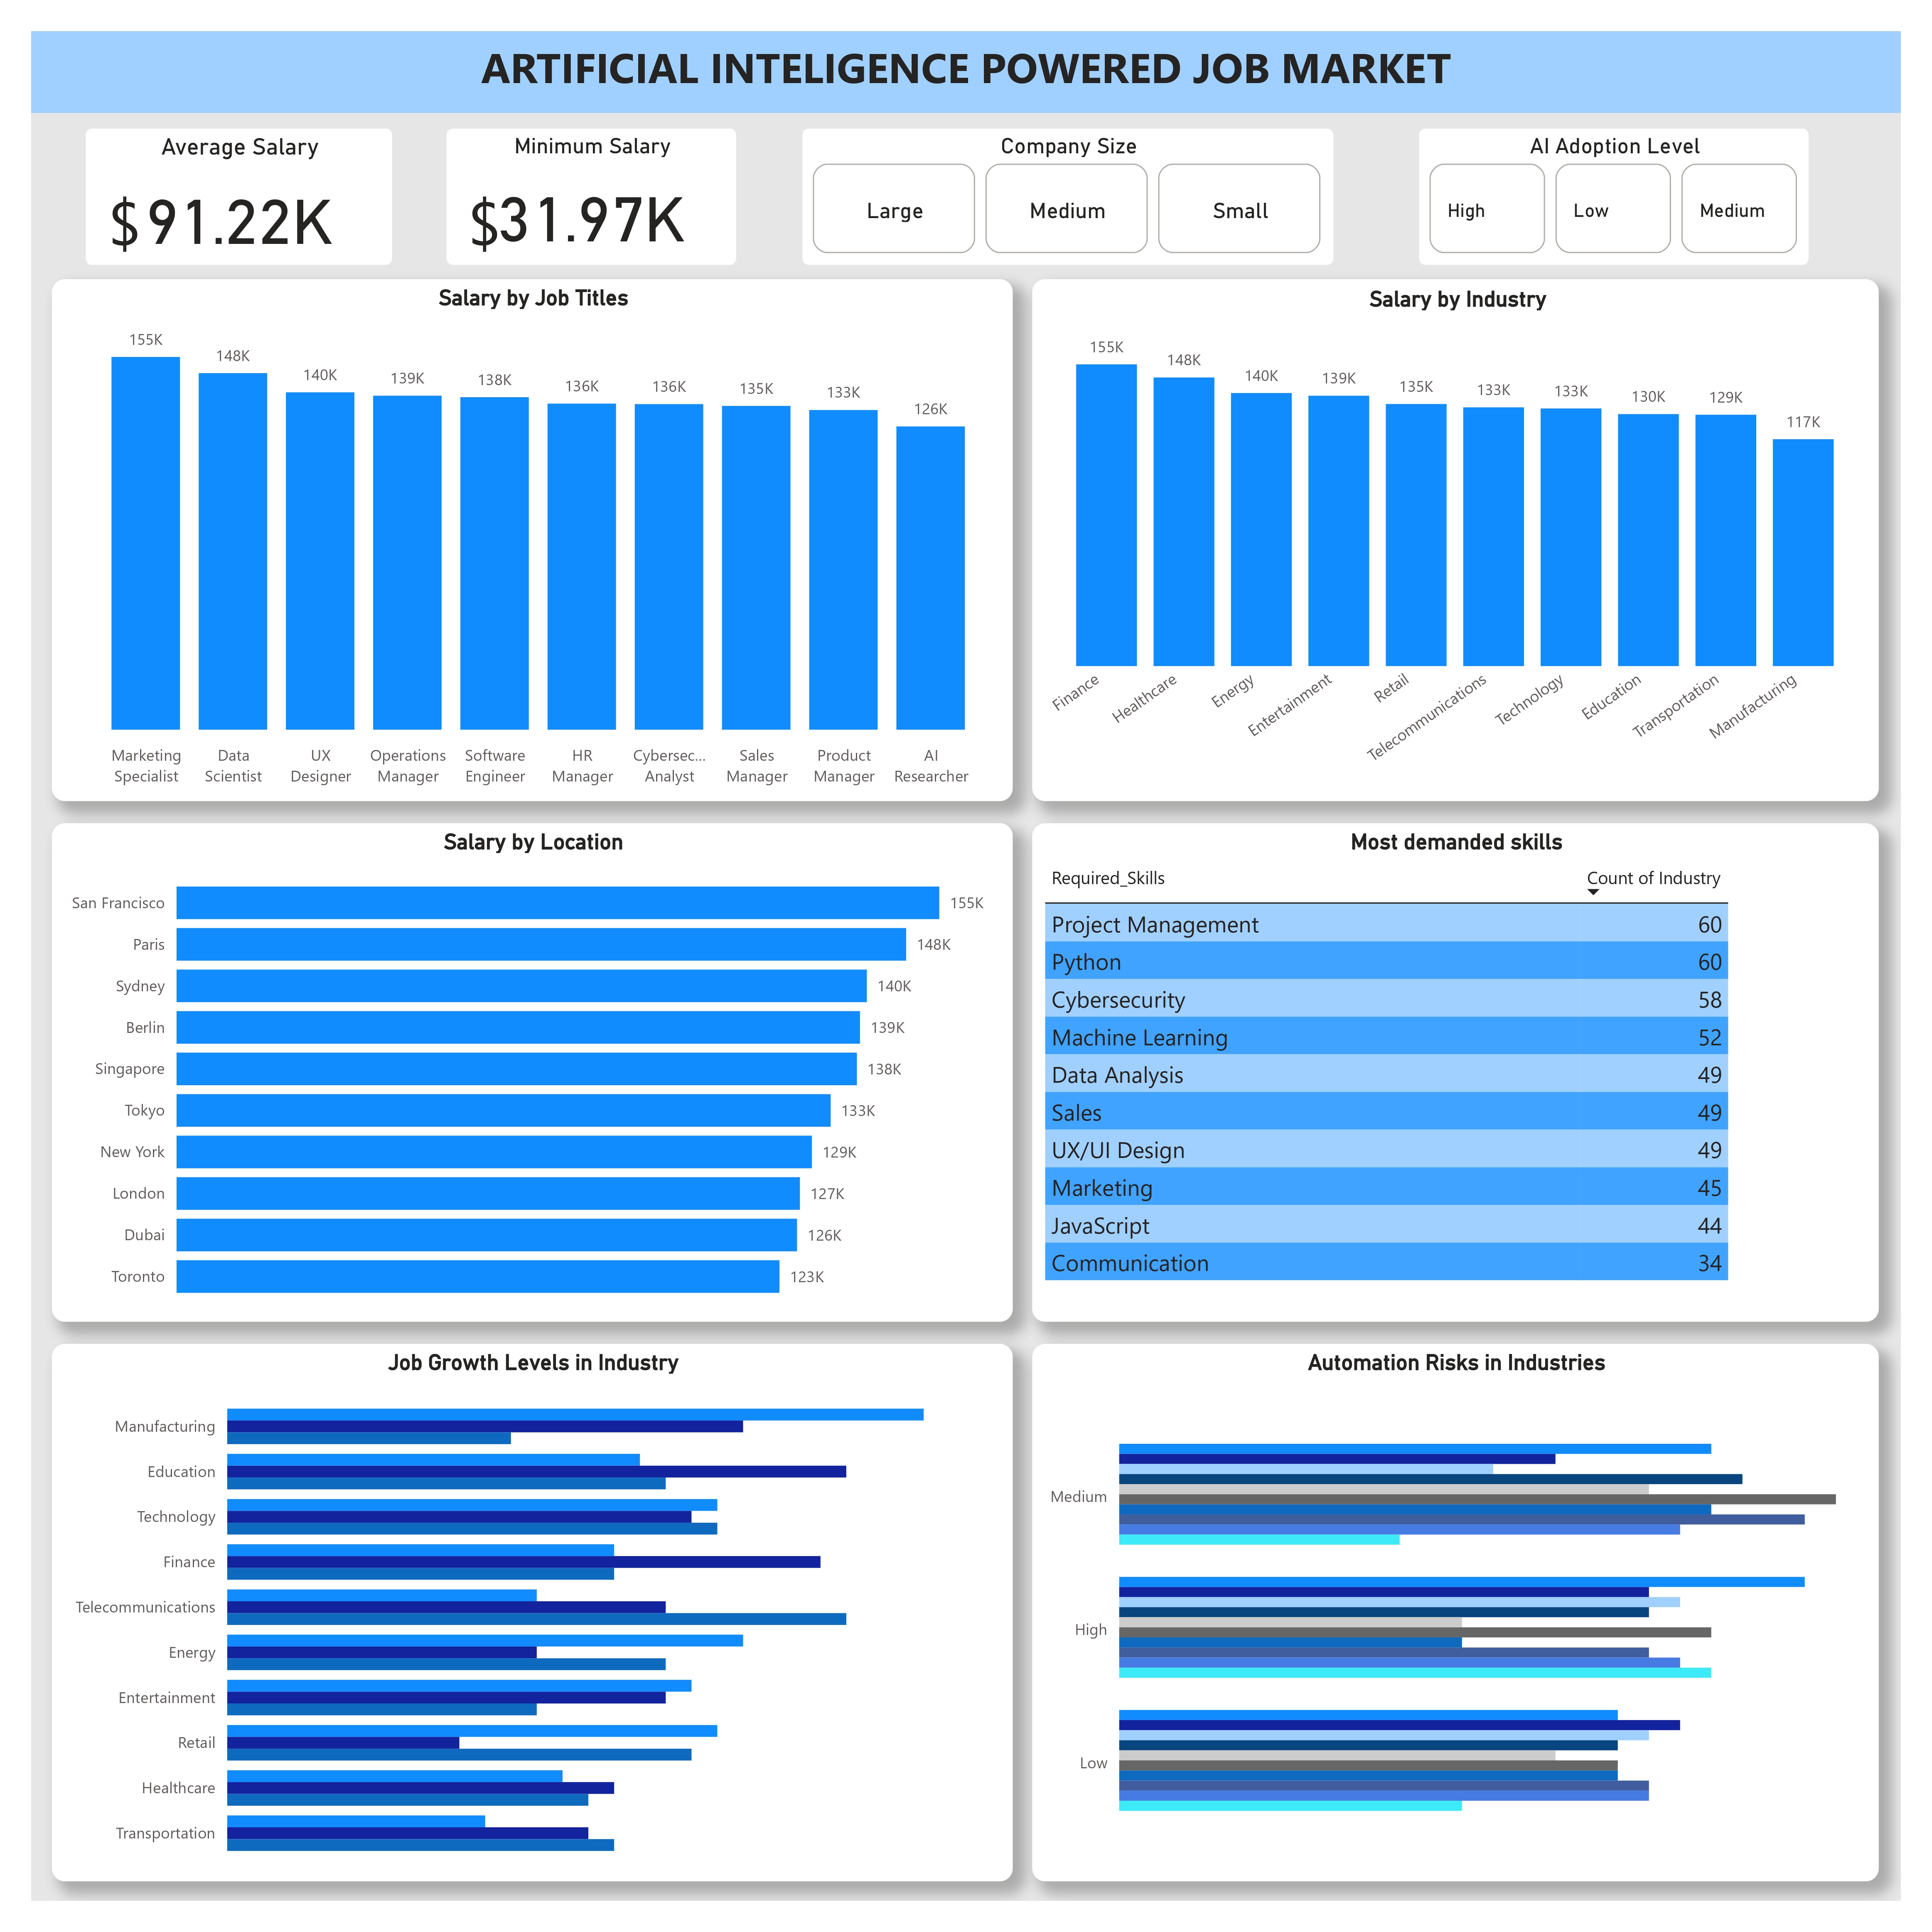 ARTIFICIAL INTELIGENCE POWERED JOB MARKET
Average Salary
$91.22K
Minimum Salary
$31.97K
Company Size
Large
Medium
Small
AI Adoption Level
High
Low
Medium
Salary by Job Titles
155K
148K
140K
139K
138K
136K
136K
135K
133K
126K
Marketing
Specialist
Data
Scientist
UX
Designer
Operations
Manager
Software
Engineer
HR
Manager
Cybersec...
Analyst
Sales
Manager
Product
Manager
AI
Researcher
Salary by Industry
155K
148K
140K
139K
135K
133K
133K
130K
129K
117K
Finance
Healthcare
Energy
Entertainment
Retail
Telecommunications
Technology
Education
Transportation
Manufacturing
Salary by Location
San Francisco 155K
Paris 148K
Sydney 140K
Berlin 139K
Singapore 138K
Tokyo 133K
New York 129K
London 127K
Dubai 126K
Toronto 123K
Most demanded skills
Required_Skills Count of Industry
Project Management 60
Python 60
Cybersecurity 58
Machine Learning 52
Data Analysis 49
Sales 49
UX/UI Design 49
Marketing 45
JavaScript 44
Communication 34
Job Growth Levels in Industry
Manufacturing
Education
Technology
Finance
Telecommunications
Energy
Entertainment
Retail
Healthcare
Transportation
Automation Risks in Industries
Medium
High
Low